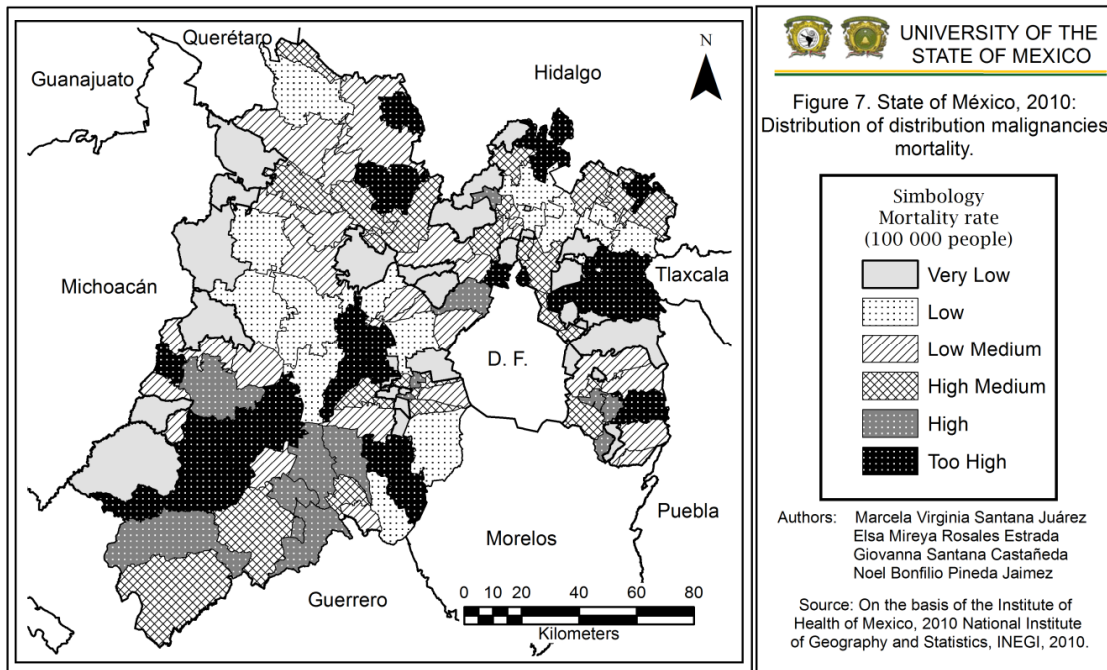 Querétaro
Guanajuato
Hidalgo
N
Michoacán
Tlaxcala
D. F.
Puebla
Morelos
Guerrero
0 10 20 40 60 80
Kilometers
UNIVERSITY OF THE
STATE OF MEXICO
Figure 7. State of México, 2010:
Distribution of distribution malignancies
mortality.
Simbology
Mortality rate
(100 000 people)
Very Low
Low
Low Medium
High Medium
High
Too High
Authors: Marcela Virginia Santana Juárez
Elsa Mireya Rosales Estrada
Giovanna Santana Castañeda
Noel Bonfilio Pineda Jaimez
Source: On the basis of the Institute of
Health of Mexico, 2010 National Institute
of Geography and Statistics, INEGI, 2010.